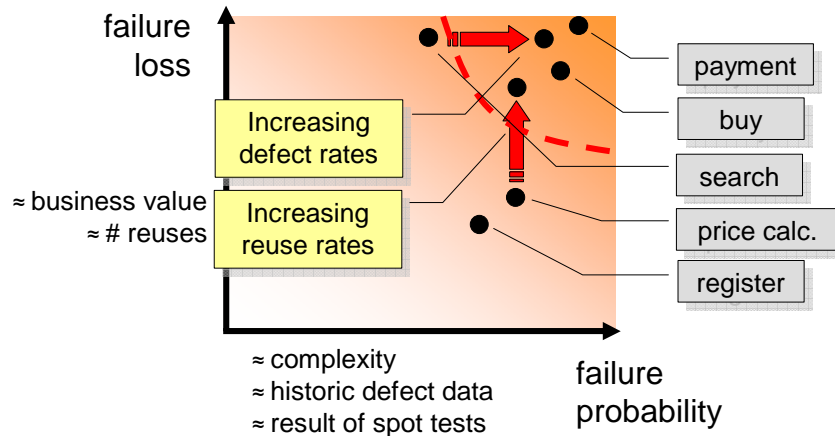 failure
loss
payment
buy
Increasing
defect rates
search
≈ business value
≈ # reuses
Increasing
reuse rates
price calc.
register
≈ complexity
≈ historic defect data
≈ result of spot tests
failure
probability